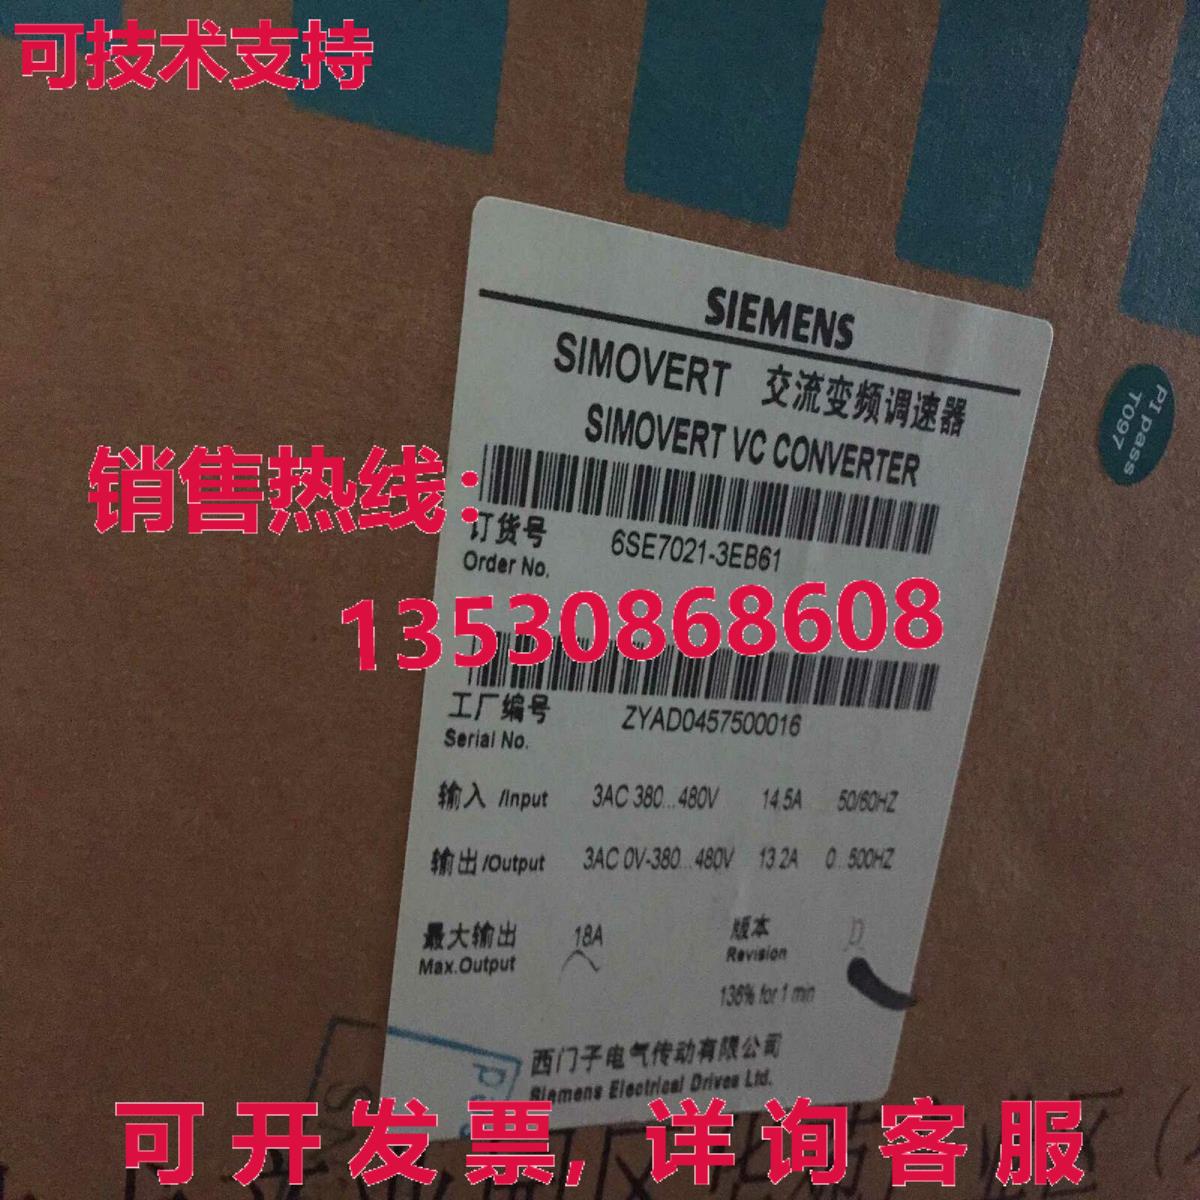 可技术支持
SIEMENS
SIMOVERT 交流变频调速器
SIMOVERT VC CONVERTER
PI pass
T097
销售热线:
订货号 6SE7021-3EB61
Order No.
13530868608
工厂编号 ZYAD0457500016
Serial No.
输入 /Input 3AC 380...480V 14.5A 50/60HZ
输出 /Output 3AC 0V-380...480V 13.2A 0...500HZ
最大输出 18A 版本 D
Max.Output Revision
136% for 1 min
西门子电气传动有限公司
Siemens Electrical Drives Ltd.
可开发票,详询客服